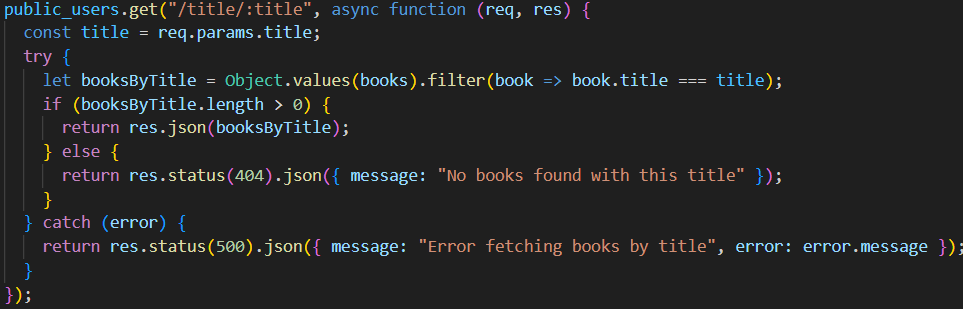 public_users.get("/title/:title", async function (req, res) {
  const title = req.params.title;
  try {
    let booksByTitle = Object.values(books).filter(book => book.title === title);
    if (booksByTitle.length > 0) {
      return res.json(booksByTitle);
    } else {
      return res.status(404).json({ message: "No books found with this title" });
    }
  } catch (error) {
    return res.status(500).json({ message: "Error fetching books by title", error: error.message });
  }
});